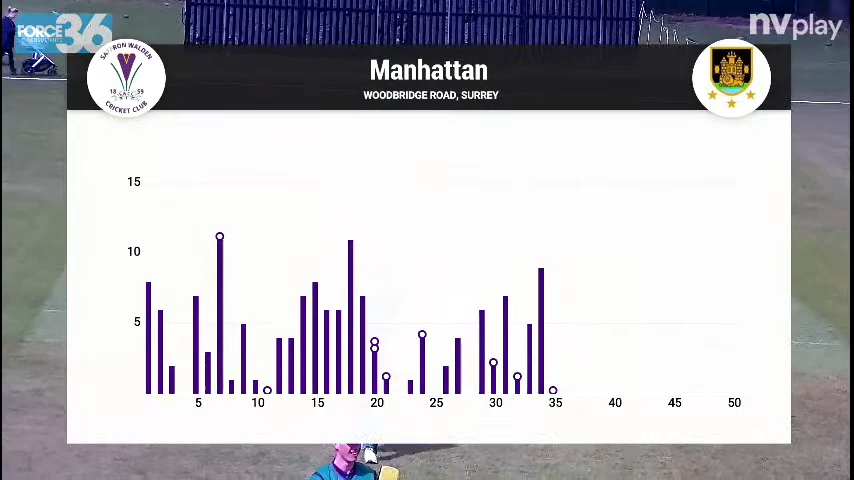 FORCE
36
CONSULTANTS
nvplay
SAFFRON WALDEN
18 59
CRICKET CLUB
Manhattan
WOODBRIDGE ROAD, SURREY
15
10
5
5 10 15 20 25 30 35 40 45 50